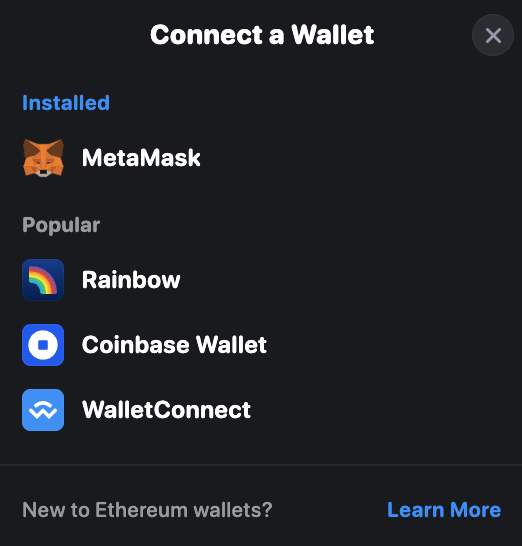 Connect a Wallet
Installed
MetaMask
Popular
Rainbow
Coinbase Wallet
WalletConnect
New to Ethereum wallets? Learn More